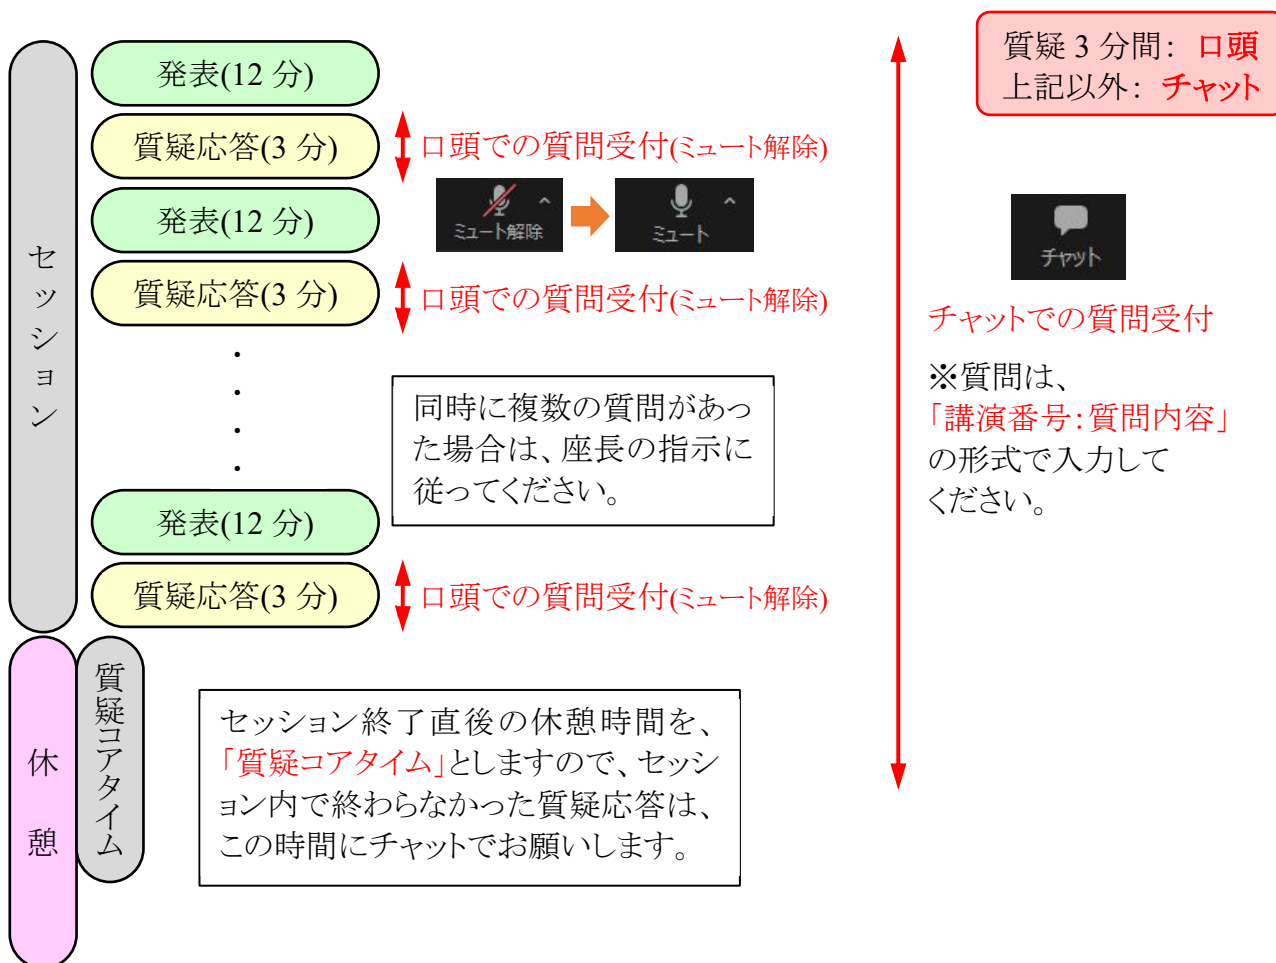 質疑 3 分間： 口頭
上記以外： チャット
セッション
発表(12 分)
質疑応答(3 分)
口頭での質問受付(ミュート解除)
発表(12 分)
ミュート解除
ミュート
質疑応答(3 分)
口頭での質問受付(ミュート解除)
・
・
・
・
同時に複数の質問があっ
た場合は、座長の指示に
従ってください。
発表(12 分)
質疑応答(3 分)
口頭での質問受付(ミュート解除)
チャット
チャットでの質問受付
※質問は、
「講演番号：質問内容」
の形式で入力して
ください。
休憩
質疑コアタイム
セッション終了直後の休憩時間を、
「質疑コアタイム」としますので、セッシ
ョン内で終わらなかった質疑応答は、
この時間にチャットでお願いします。